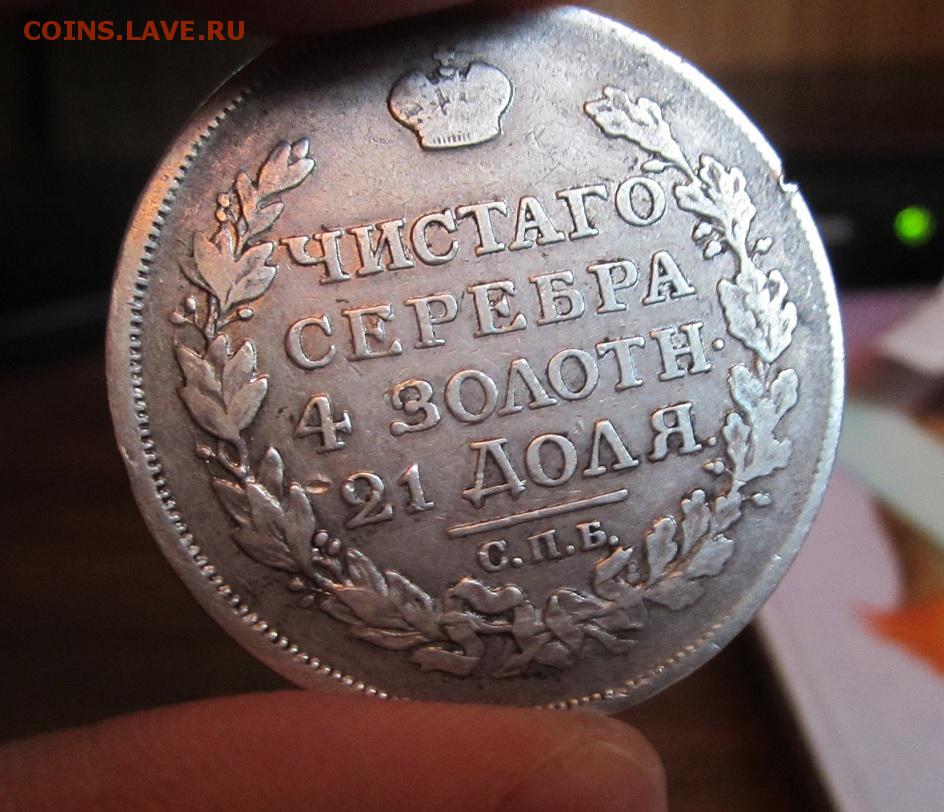 COINS.LAVE.RU
ЧИСТАГО
СЕРЕБРА
4 ЗОЛОТН.
21 ДОЛЯ.
С.П.Б.